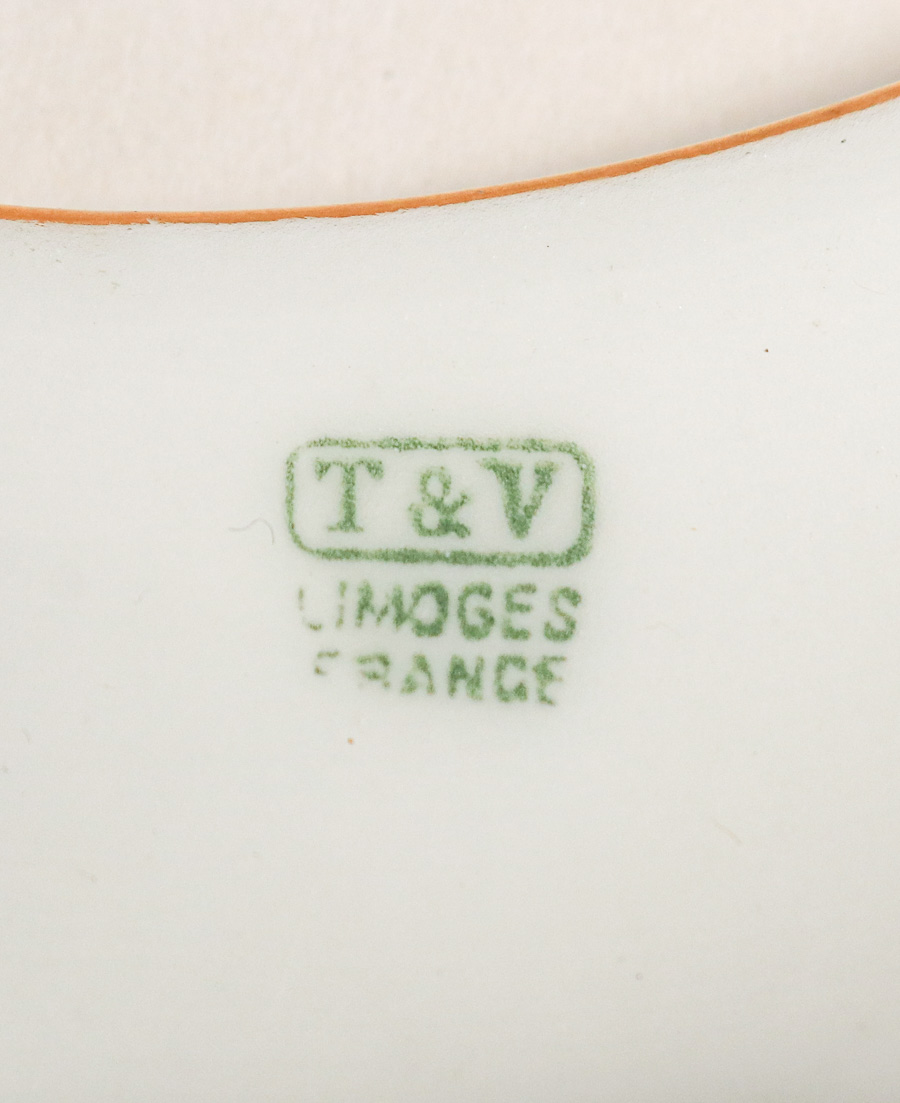 T & V
LIMOGES
FRANCE